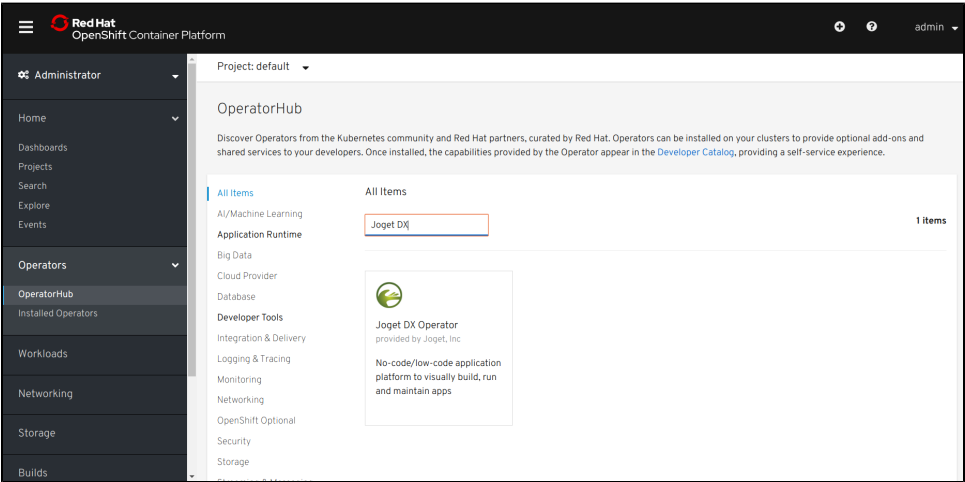 Red Hat
OpenShift Container Platform
admin
Administrator
Project: default
Home
Dashboards
Projects
Search
Explore
Events
Operators
OperatorHub
Installed Operators
Workloads
Networking
Storage
Builds
OperatorHub
Discover Operators from the Kubernetes community and Red Hat partners, curated by Red Hat. Operators can be installed on your clusters to provide optional add-ons and
shared services to your developers. Once installed, the capabilities provided by the Operator appear in the Developer Catalog, providing a self-service experience.
All Items
AI/Machine Learning
Application Runtime
Big Data
Cloud Provider
Database
Developer Tools
Integration & Delivery
Logging & Tracing
Monitoring
Networking
OpenShift Optional
Security
Storage
All Items
Joget DX
1 items
Joget DX Operator
provided by Joget, Inc
No-code/low-code application
platform to visually build, run
and maintain apps